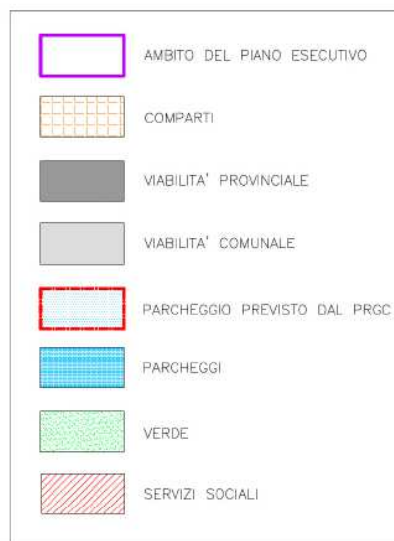 AMBITO DEL PIANO ESECUTIVO
COMPARTI
VIABILITA' PROVINCIALE
VIABILITA' COMUNALE
PARCHEGGIO PREVISTO DAL PRGC
PARCHEGGI
VERDE
SERVIZI SOCIALI